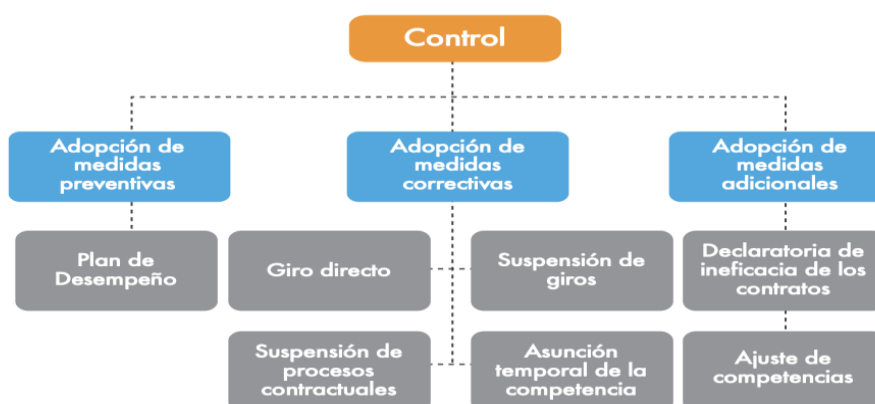 Control
Adopción de
medidas
preventivas
Adopción de
medidas
correctivas
Adopción de
medidas
adicionales
Plan de
Desempeño
Giro directo
Suspensión de
giros
Declaratoria de
ineficacia de los
contratos
Suspensión de
procesos
contractuales
Asunción
temporal de la
competencia
Ajuste de
competencias